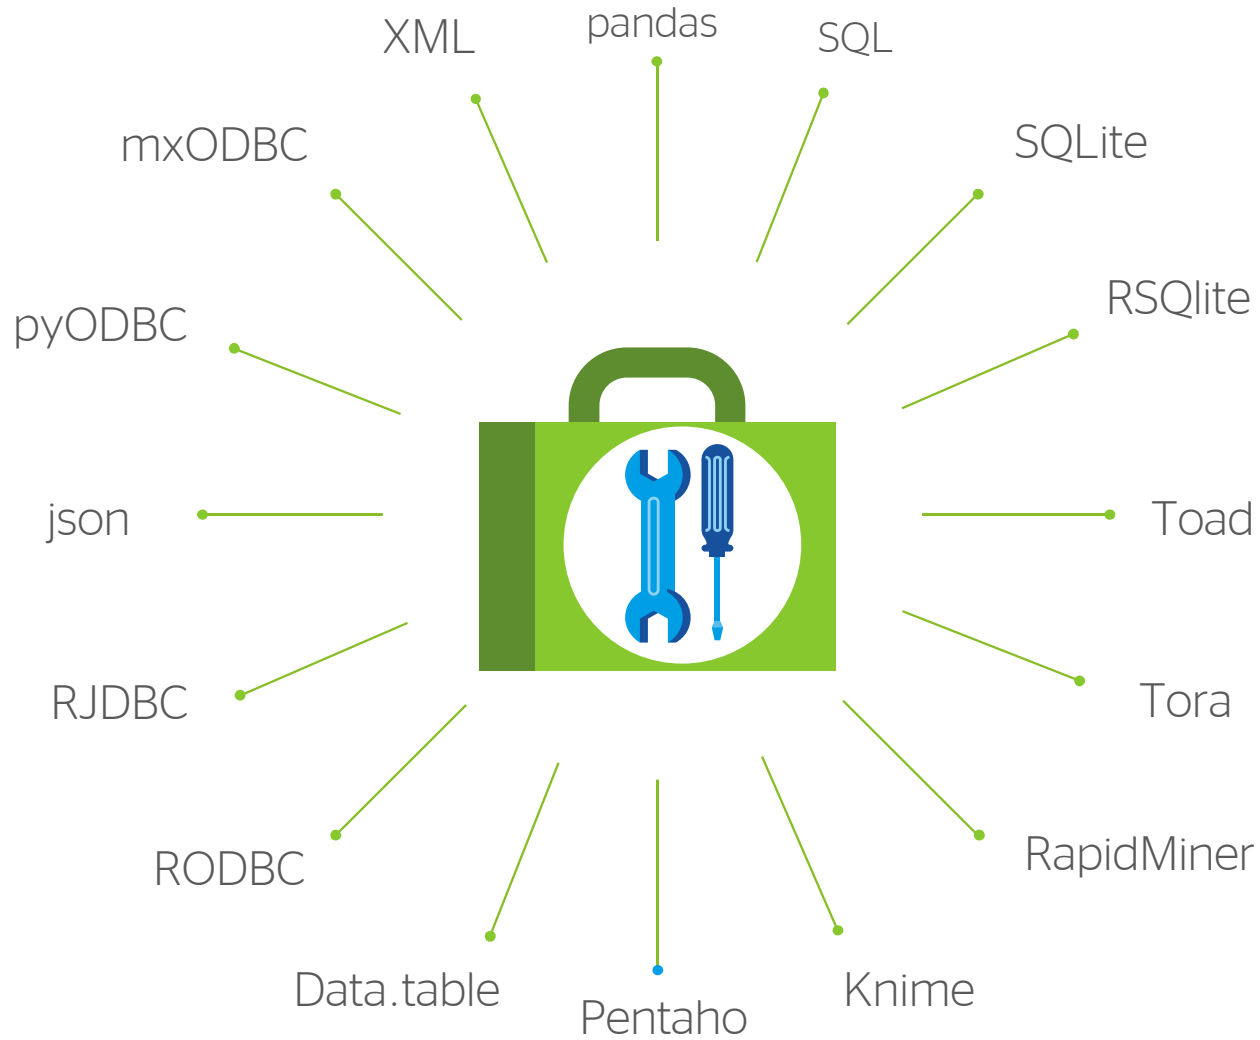 pandas
XML
SQL
mxODBC
SQLite
RSQlite
pyODBC
json
Toad
RJDBC
Tora
RODBC
RapidMiner
Data.table
Knime
Pentaho